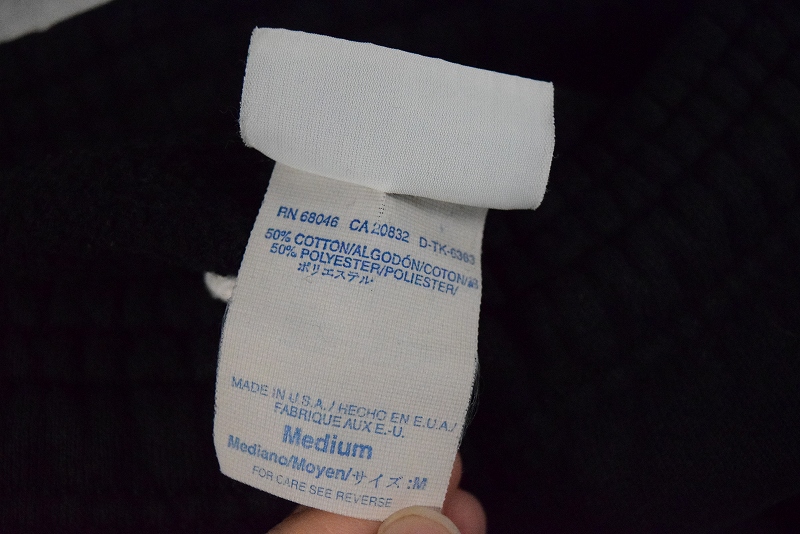 RN 68046 CA 20832 D-TK-6363
50% COTTON/ALGODÓN/COTON/
50% POLYESTER/POLIESTER/
ポリエステル
MADE IN U.S.A./ HECHO EN E.U.A./
FABRIQUE AUX E.-U.
Medium
Mediano/Moyen/サイズ :M
FOR CARE SEE REVERSE